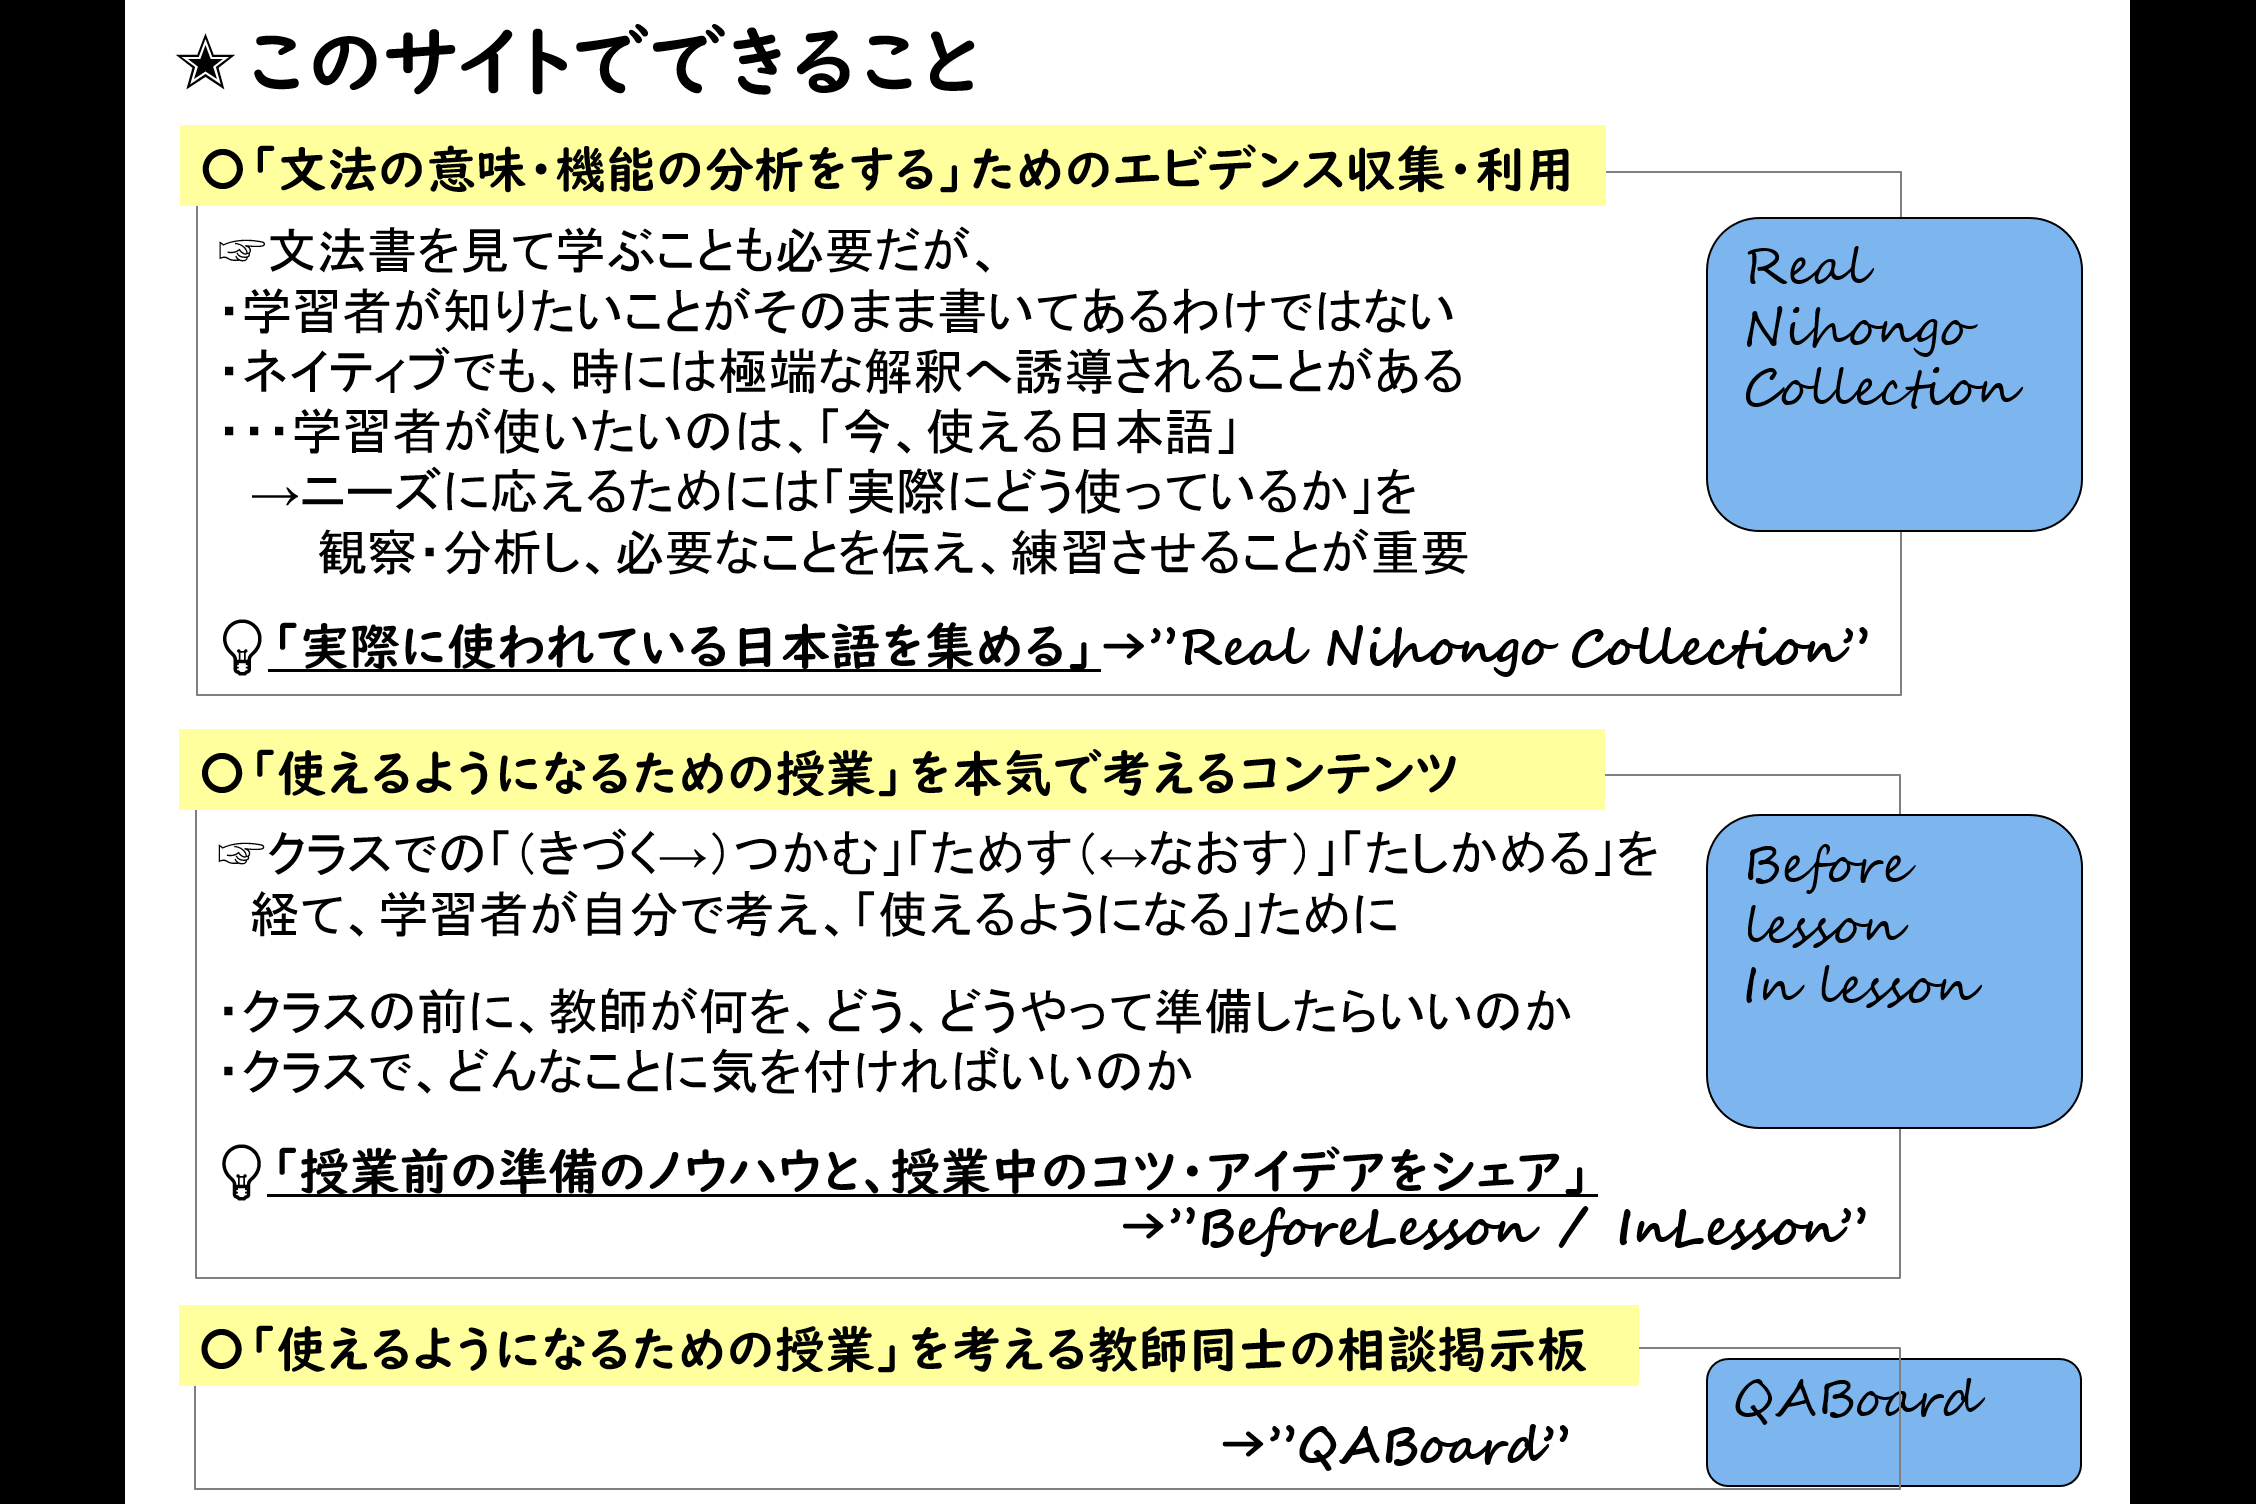 ✯このサイトでできること
〇「文法の意味・機能の分析をする」ためのエビデンス収集・利用
☞文法書を見て学ぶことも必要だが、
・学習者が知りたいことがそのまま書いてあるわけではない
・ネイティブでも、時には極端な解釈へ誘導されることがある
・・・学習者が使いたいのは、「今、使える日本語」
→ニーズに応えるためには「実際にどう使っているか」を
観察・分析し、必要なことを伝え、練習させることが重要
「実際に使われている日本語を集める」→”Real Nihongo Collection”
Real
Nihongo
Collection
〇「使えるようになるための授業」を本気で考えるコンテンツ
☞クラスでの「（きづく→）つかむ」「ためす（↔なおす）」「たしかめる」を
経て、学習者が自分で考え、「使えるようになる」ために
・クラスの前に、教師が何を、どう、どうやって準備したらいいのか
・クラスで、どんなことに気を付ければいいのか
「授業前の準備のノウハウと、授業中のコツ・アイデアをシェア」
→”BeforeLesson / InLesson”
Before
lesson
In lesson
〇「使えるようになるための授業」を考える教師同士の相談掲示板
→”QABoard”
QABoard